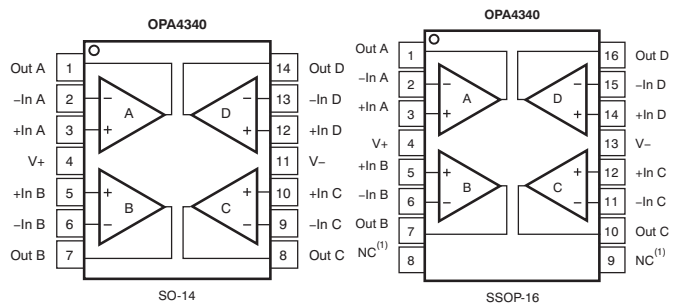 OPA4340
Out A 1 14 Out D
–In A 2 – A D – 13 –In D
+In A 3 + + 12 +In D
V+ 4 11 V–
+In B 5 + B C + 10 +In C
–In B 6 – – 9 –In C
Out B 7 8 Out C
SO-14
OPA4340
Out A 1 16 Out D
–In A 2 – A D – 15 –In D
+In A 3 + + 14 +In D
V+ 4 13 V–
+In B 5 + B C + 12 +In C
–In B 6 – – 11 –In C
Out B 7 10 Out C
NC(1) 8 9 NC(1)
SSOP-16